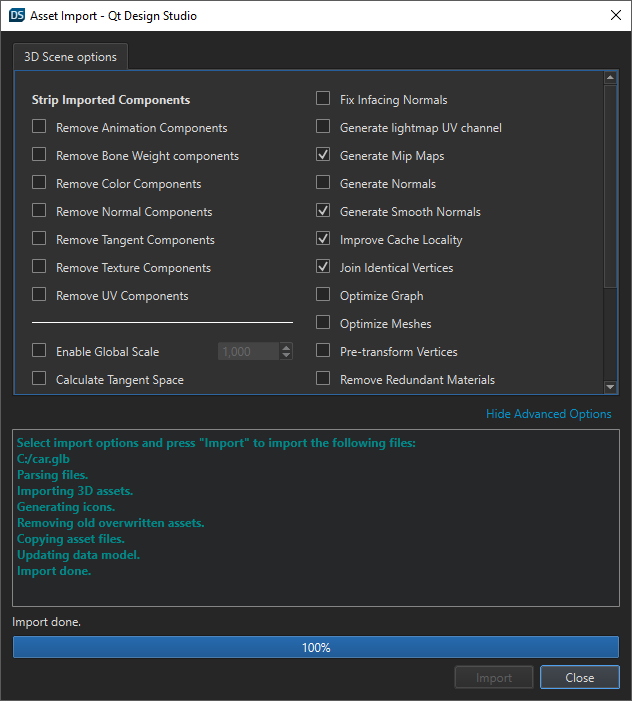 DS Asset Import - Qt Design Studio
3D Scene options
Strip Imported Components
Remove Animation Components
Remove Bone Weight components
Remove Color Components
Remove Normal Components
Remove Tangent Components
Remove Texture Components
Remove UV Components
Enable Global Scale 1,000
Calculate Tangent Space
Fix Infacing Normals
Generate lightmap UV channel
Generate Mip Maps
Generate Normals
Generate Smooth Normals
Improve Cache Locality
Join Identical Vertices
Optimize Graph
Optimize Meshes
Pre-transform Vertices
Remove Redundant Materials
Hide Advanced Options
Select import options and press "Import" to import the following files:
C:/car.glb
Parsing files.
Importing 3D assets.
Generating icons.
Removing old overwritten assets.
Copying asset files.
Updating data model.
Import done.
Import done.
100%
Import Close